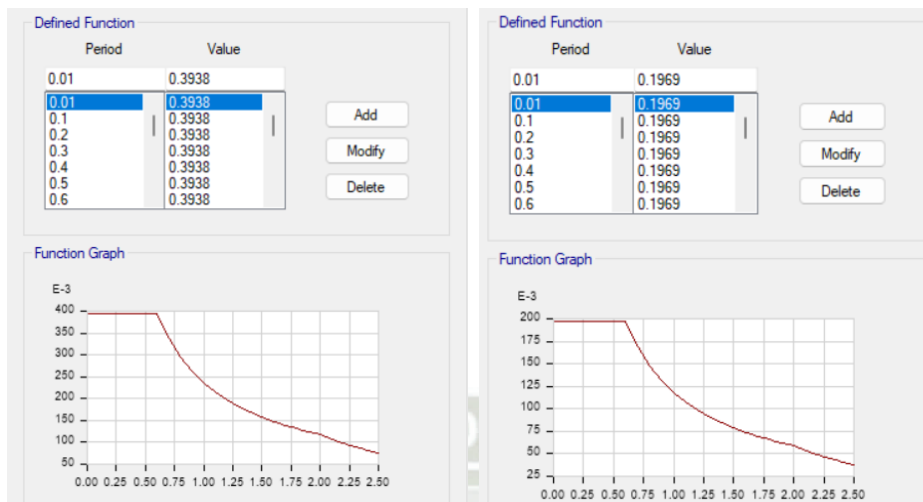 Defined Function
Period Value
0.01 0.3938
0.01 0.3938
0.1 0.3938
0.2 0.3938
0.3 0.3938
0.4 0.3938
0.5 0.3938
0.6 0.3938
Add
Modify
Delete
Function Graph
E-3
400
350
300
250
200
150
100
50
0.00 0.25 0.50 0.75 1.00 1.25 1.50 1.75 2.00 2.25 2.50
Defined Function
Period Value
0.01 0.1969
0.01 0.1969
0.1 0.1969
0.2 0.1969
0.3 0.1969
0.4 0.1969
0.5 0.1969
0.6 0.1969
Add
Modify
Delete
Function Graph
E-3
200
175
150
125
100
75
50
25
0.00 0.25 0.50 0.75 1.00 1.25 1.50 1.75 2.00 2.25 2.50